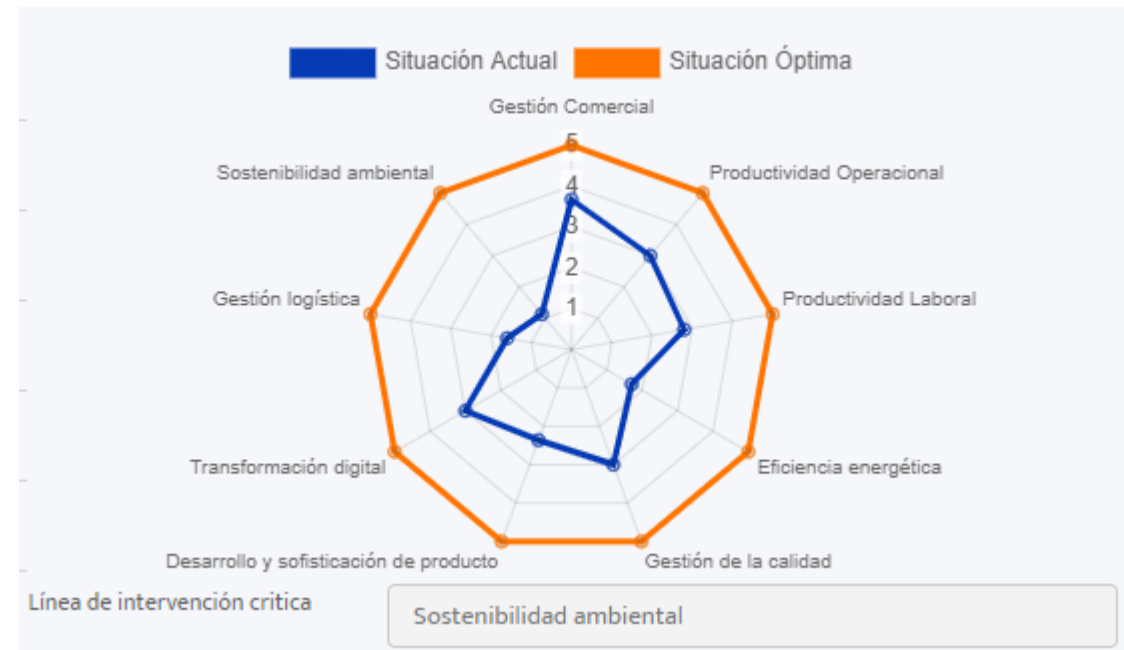 Situación Actual Situación Óptima
Gestión Comercial
5
Sostenibilidad ambiental Productividad Operacional
4
3
2
Gestión logística Productividad Laboral
1
Transformación digital Eficiencia energética
Desarrollo y sofisticación de producto Gestión de la calidad
Línea de intervención critica Sostenibilidad ambiental